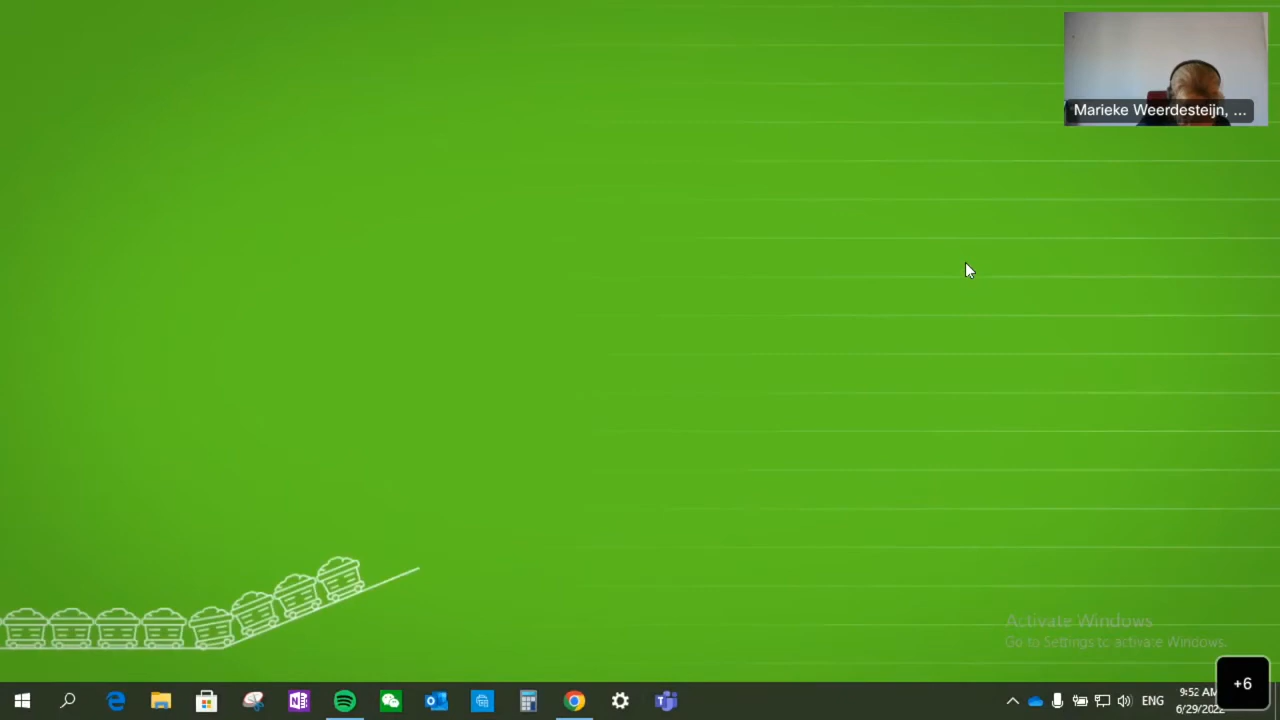 Marieke Weerdesteijn, ...
Activate Windows
Go to Settings to activate Windows.
ENG
9:52 AM
6/29/2022
+6